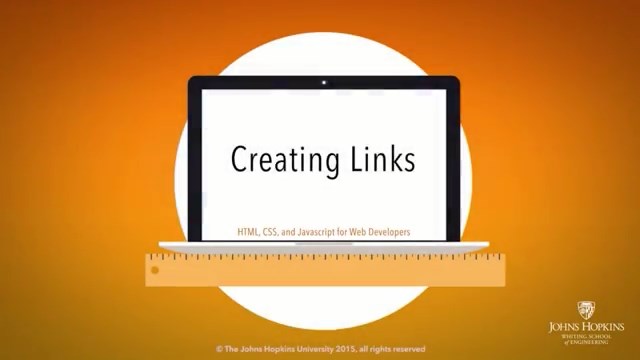 Creating Links
HTML, CSS, and Javascript for Web Developers
JOHNS HOPKINS
WHITING SCHOOL
of ENGINEERING
© The Johns Hopkins University 2015, all rights reserved